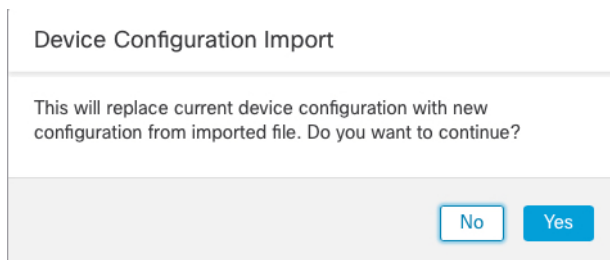 Device Configuration Import
This will replace current device configuration with new
configuration from imported file. Do you want to continue?
No
Yes